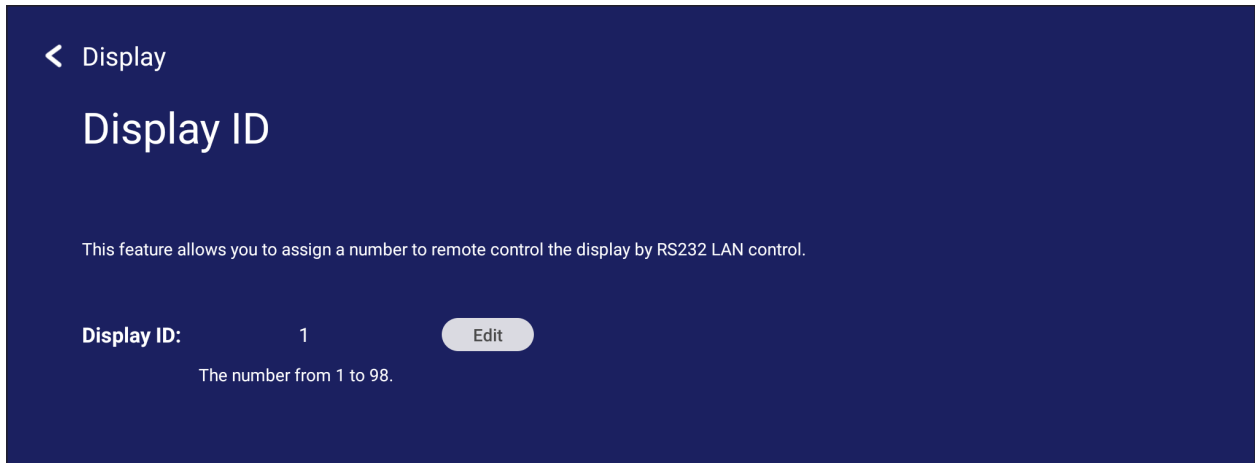 Display
Display ID
This feature allows you to assign a number to remote control the display by RS232 LAN control.
Display ID: 1 Edit
The number from 1 to 98.